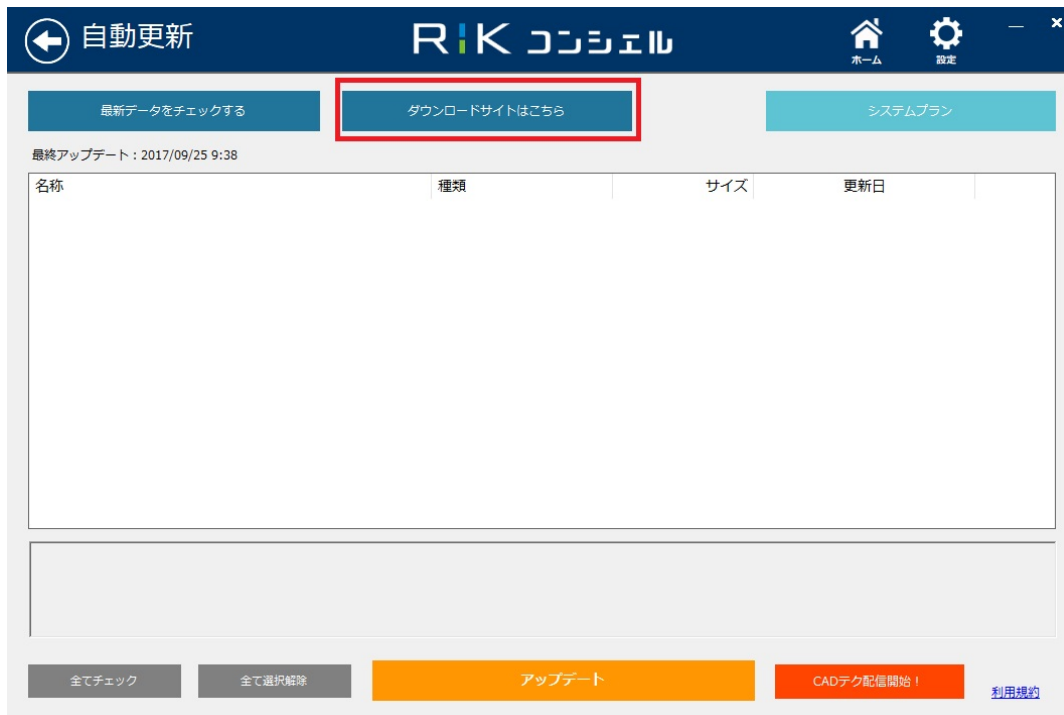 自動更新
RiK コンシェル
ホーム
設定
最新データをチェックする
ダウンロードサイトはこちら
システムプラン
最終アップデート：2017/09/25 9:38
名称 種類 サイズ 更新日
全てチェック
全て選択解除
アップデート
CADテク配信開始！
利用規約